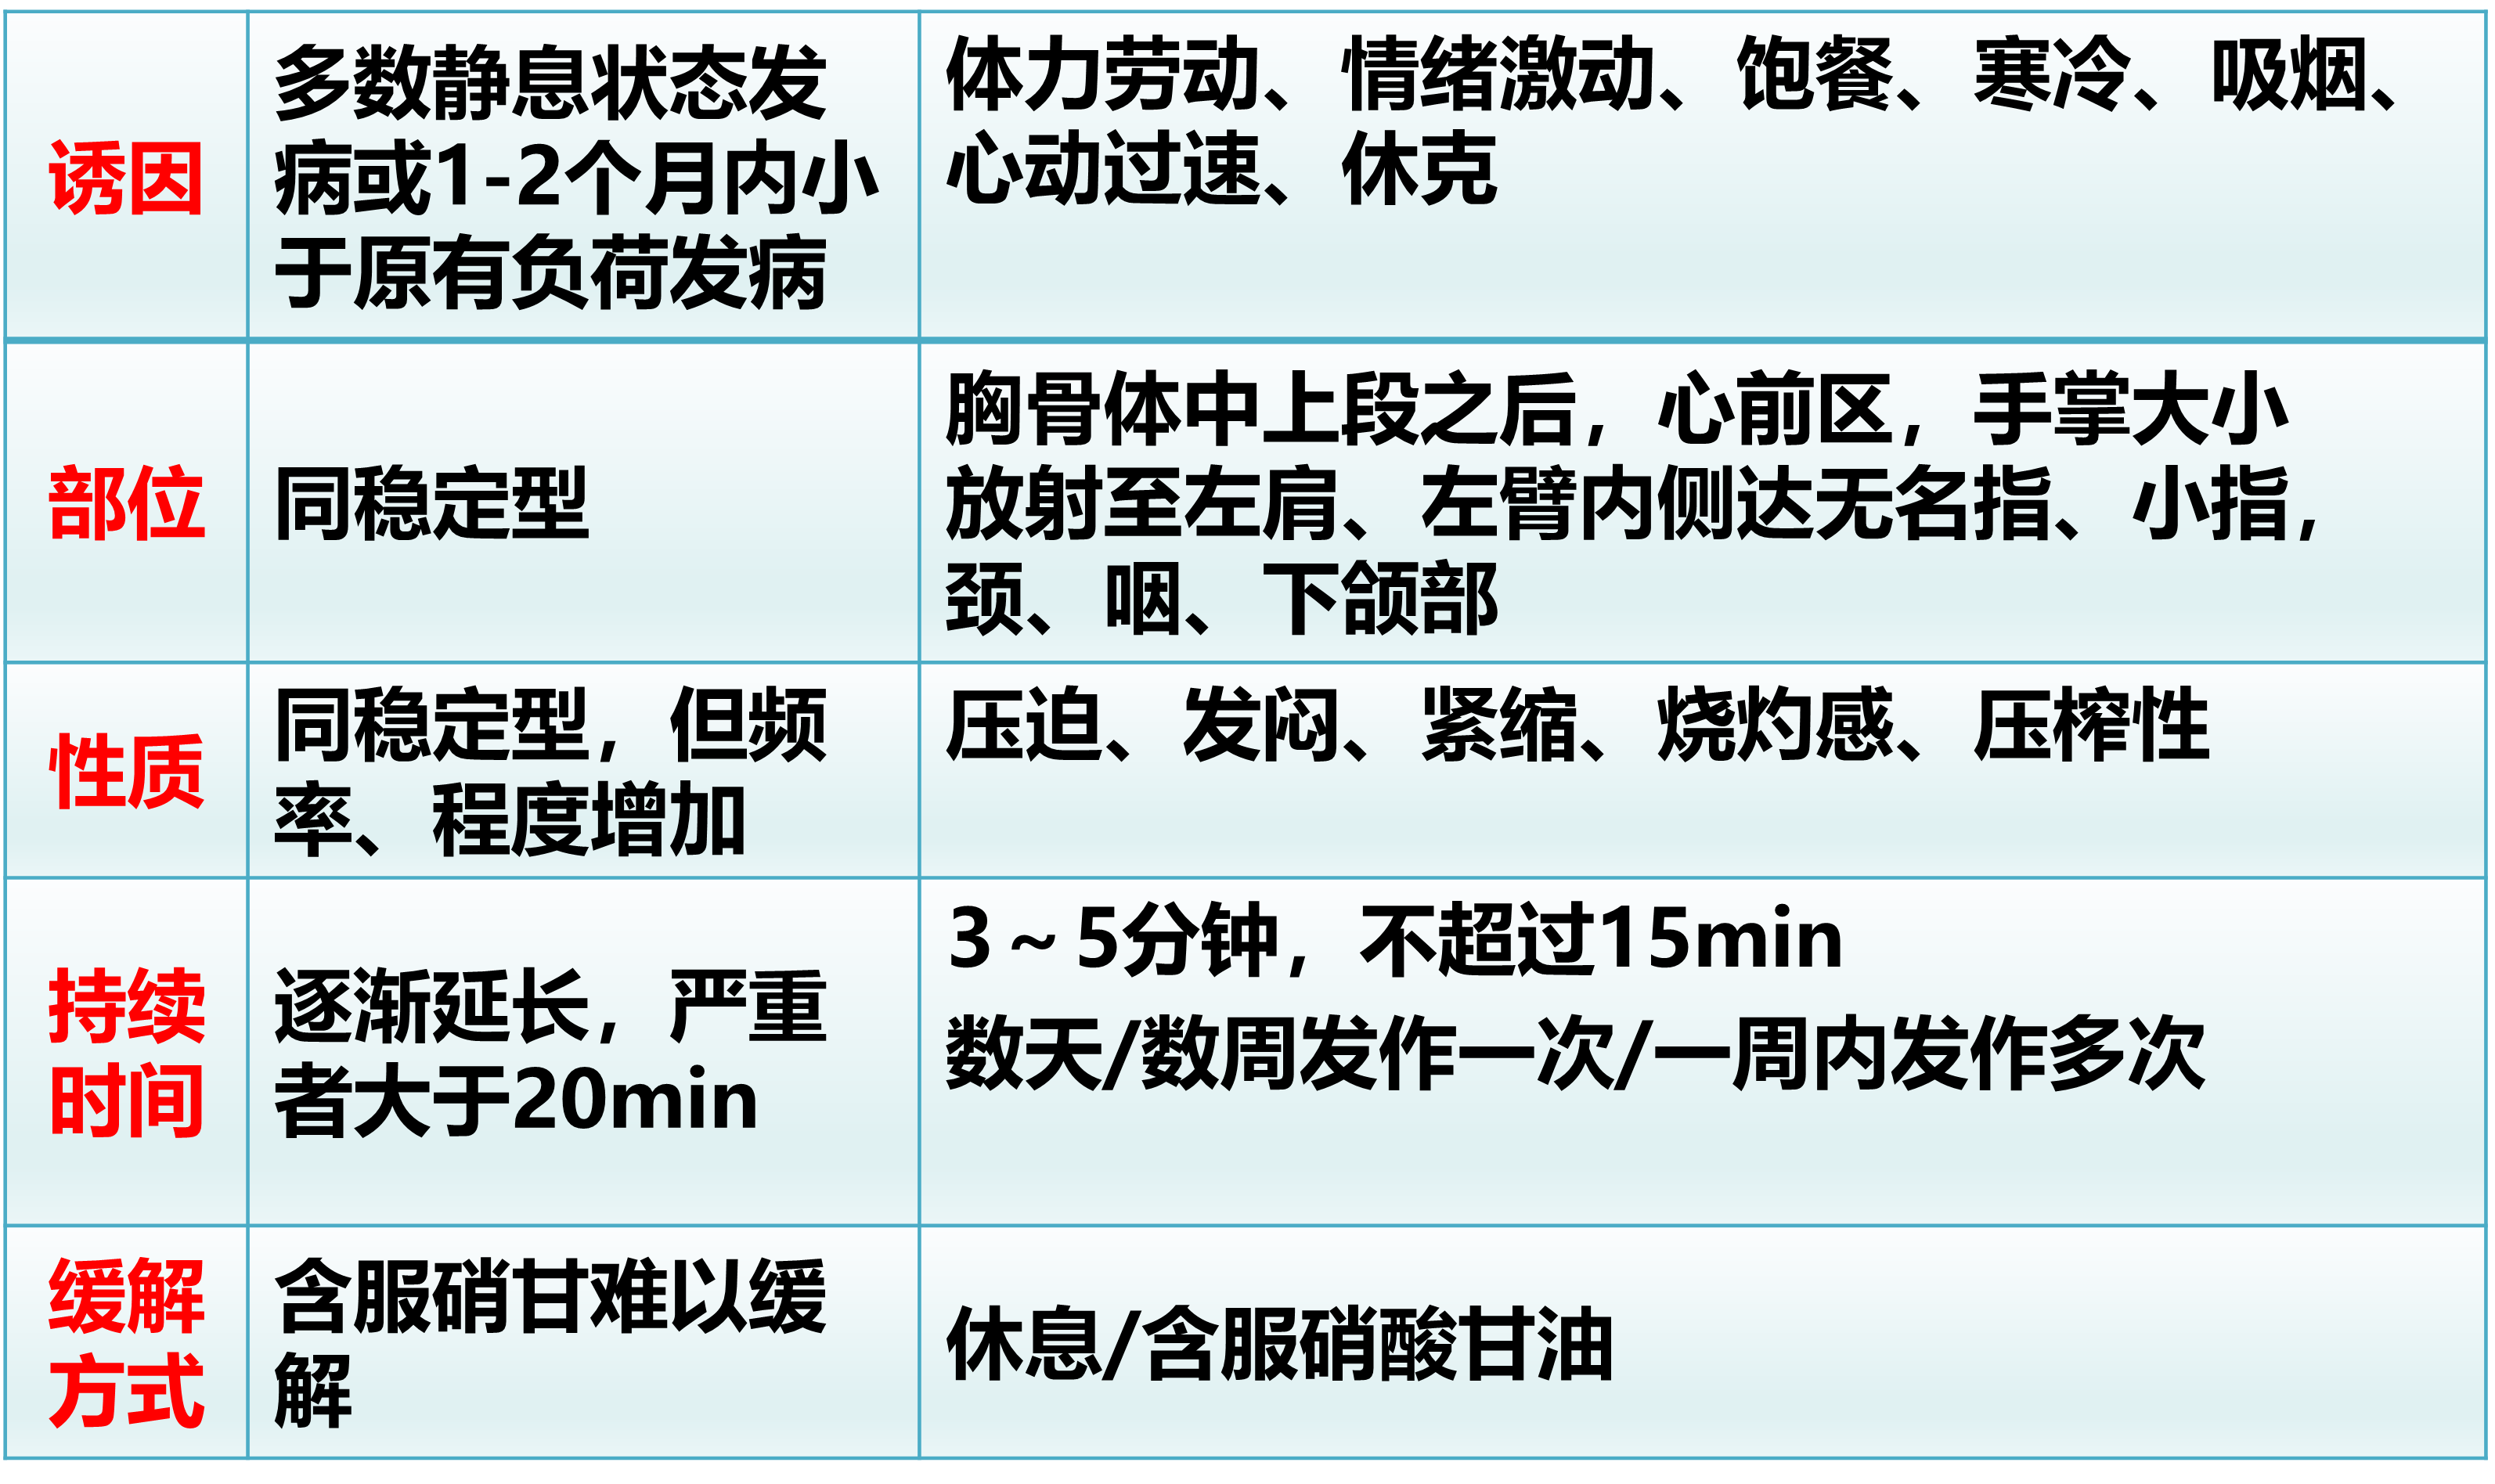 诱因
多数静息状态发
病或1-2个月内小
于原有负荷发病
体力劳动、情绪激动、饱餐、寒冷、吸烟、
心动过速、休克
部位
同稳定型
胸骨体中上段之后,心前区,手掌大小
放射至左肩、左臂内侧达无名指、小指,
颈、咽、下颌部
性质
同稳定型,但频
率、程度增加
压迫、发闷、紧缩、烧灼感、压榨性
持续
时间
逐渐延长,严重
者大于20min
3~5分钟,不超过15min
数天/数周发作一次/一周内发作多次
缓解
方式
含服硝甘难以缓
解
休息/含服硝酸甘油